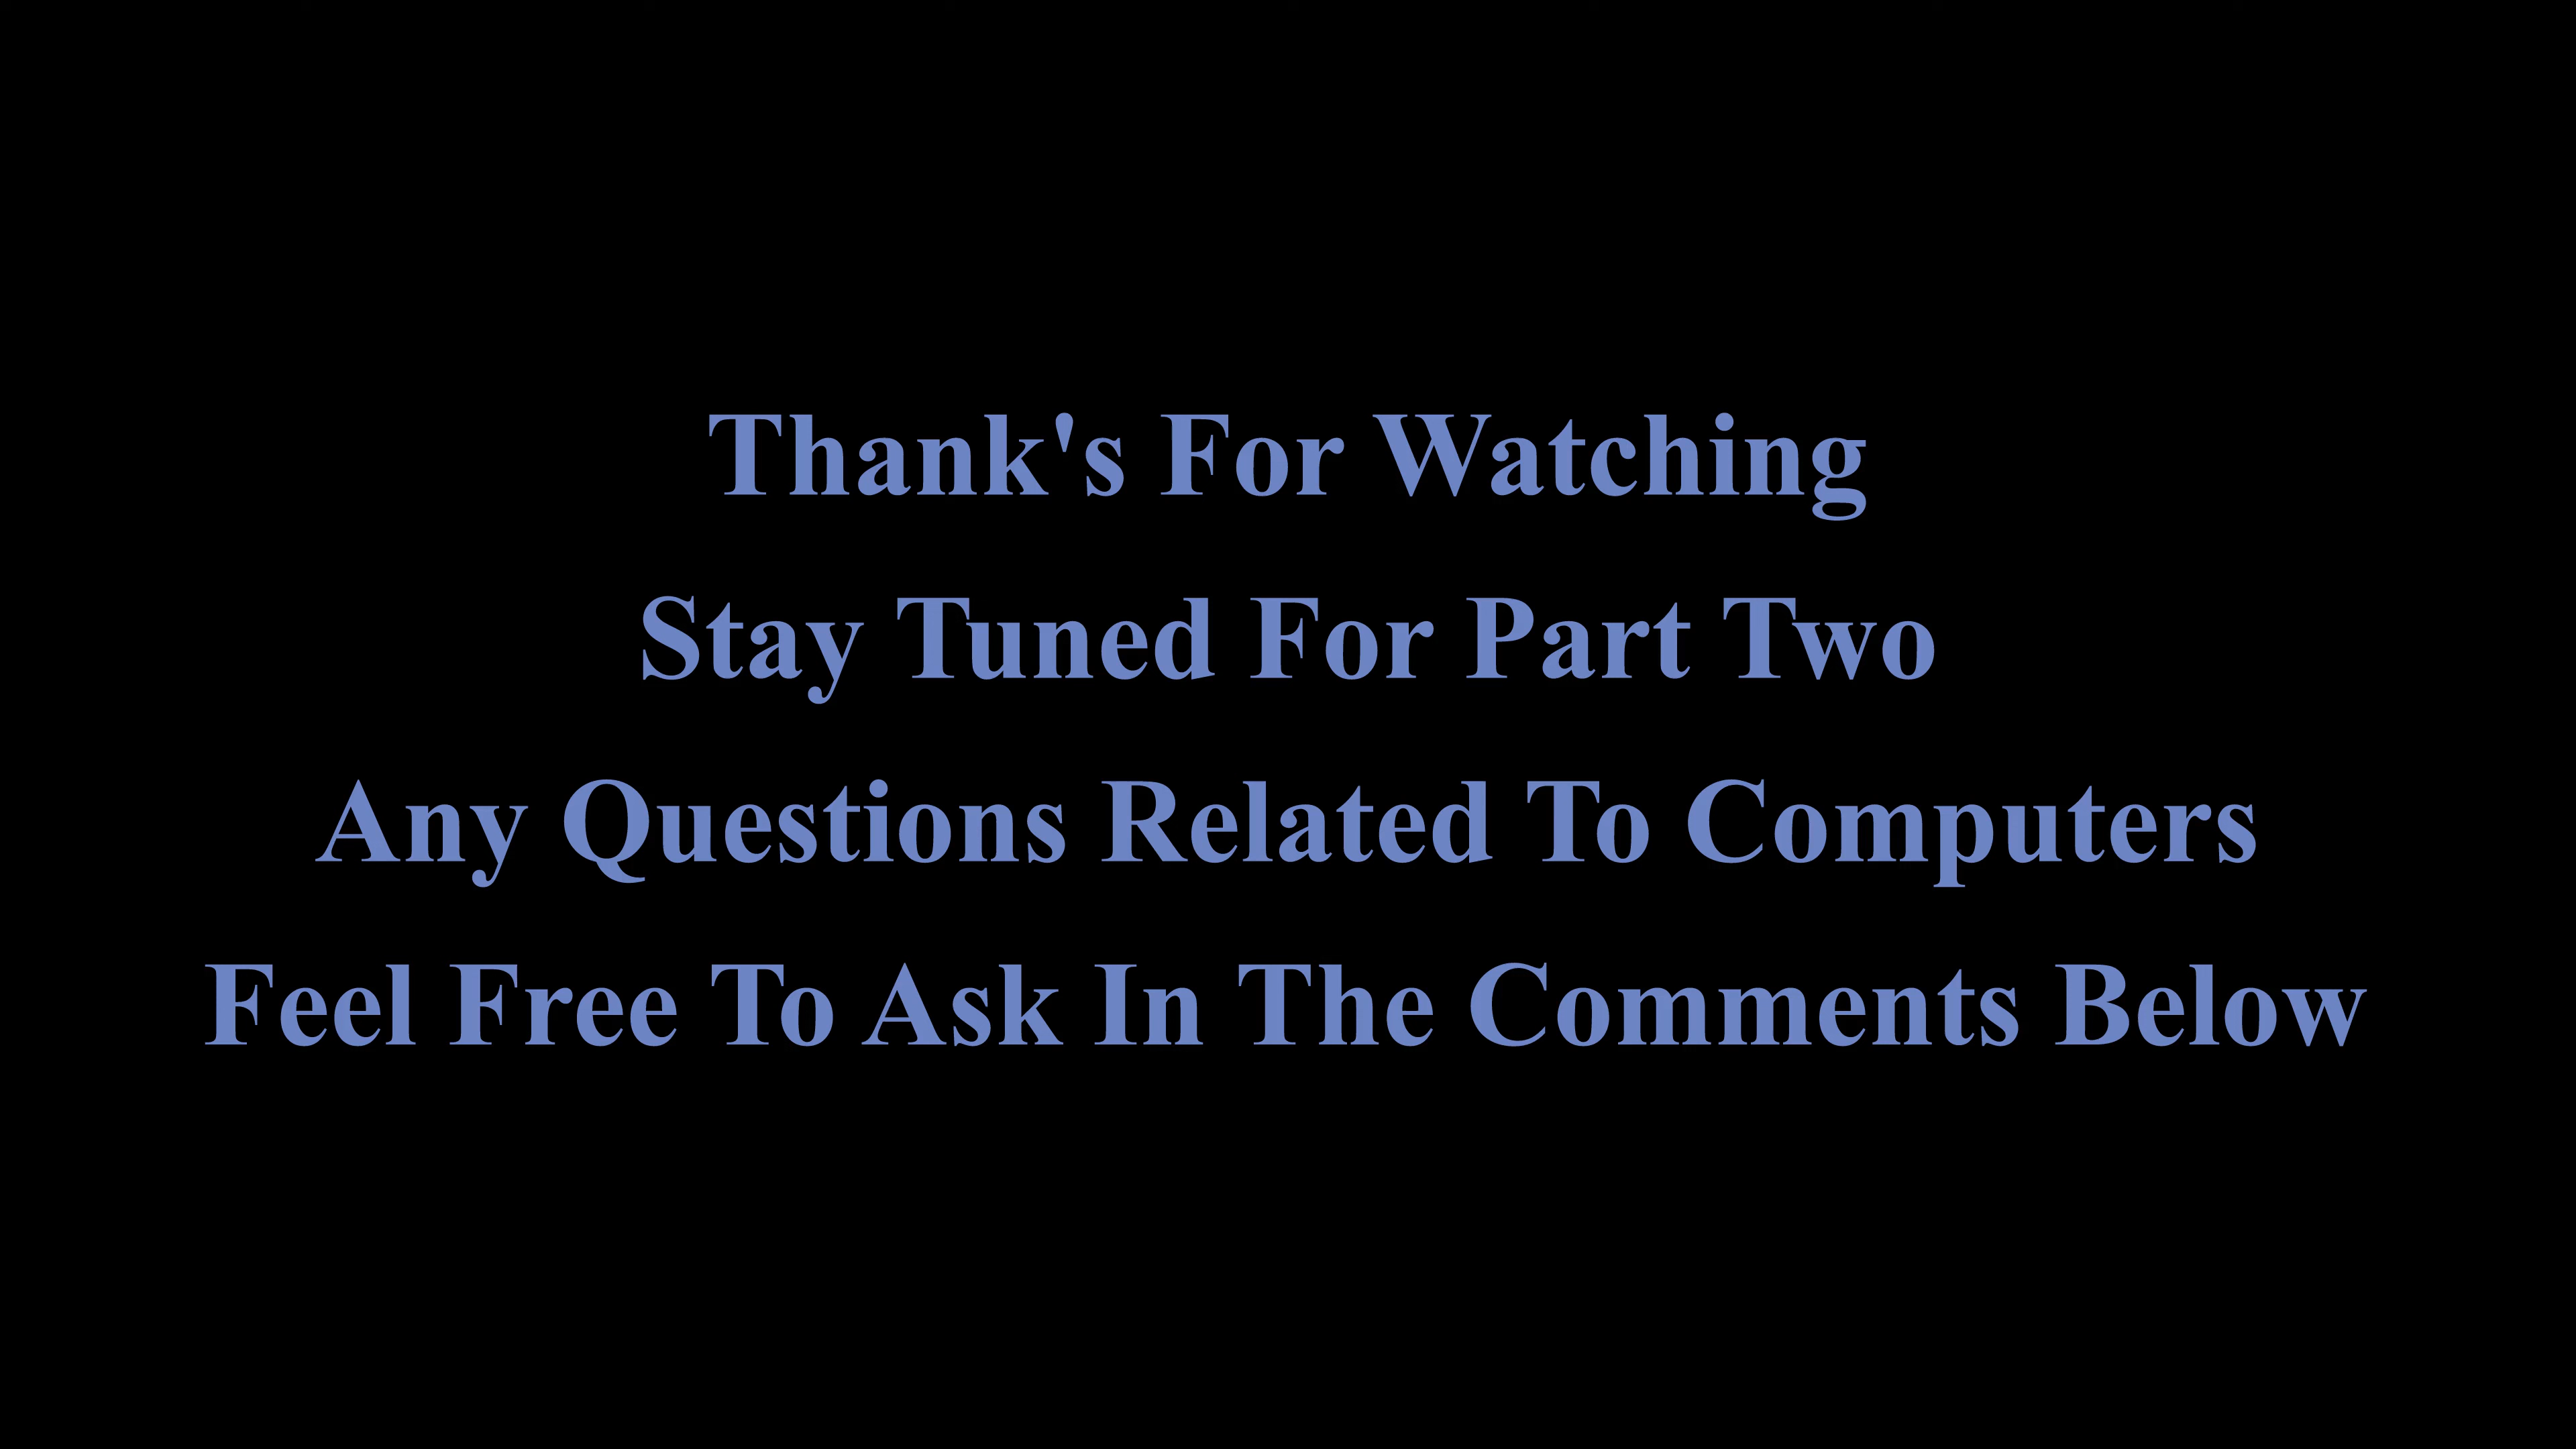 Thank's For Watching
Stay Tuned For Part Two
Any Questions Related To Computers
Feel Free To Ask In The Comments Below